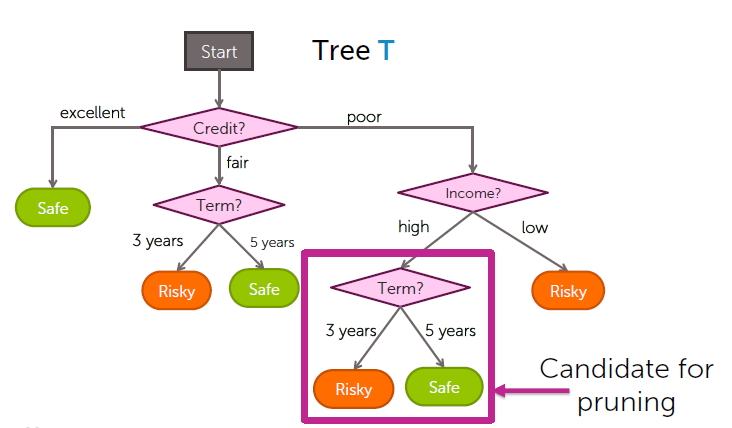 Start
Tree T
excellent
Credit?
poor
fair
Safe
Term?
Income?
3 years
5 years
high
low
Risky
Safe
Term?
Risky
3 years
5 years
Risky
Safe
Candidate for
pruning